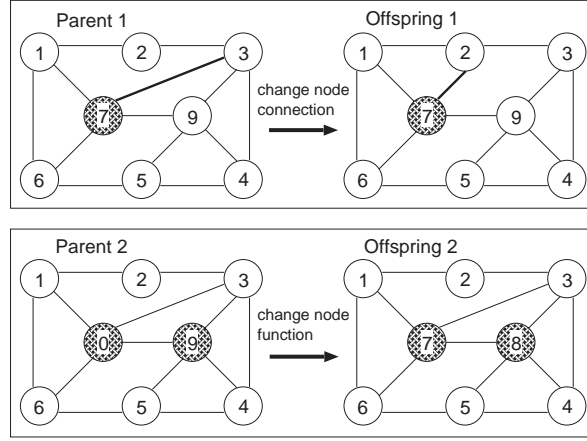 Parent 1
Offspring 1
1 2 3
1 2 3
change node
connection
7 9
7 9
6 5 4
6 5 4
Parent 2
Offspring 2
1 2 3
1 2 3
change node
function
0 9
7 8
6 5 4
6 5 4